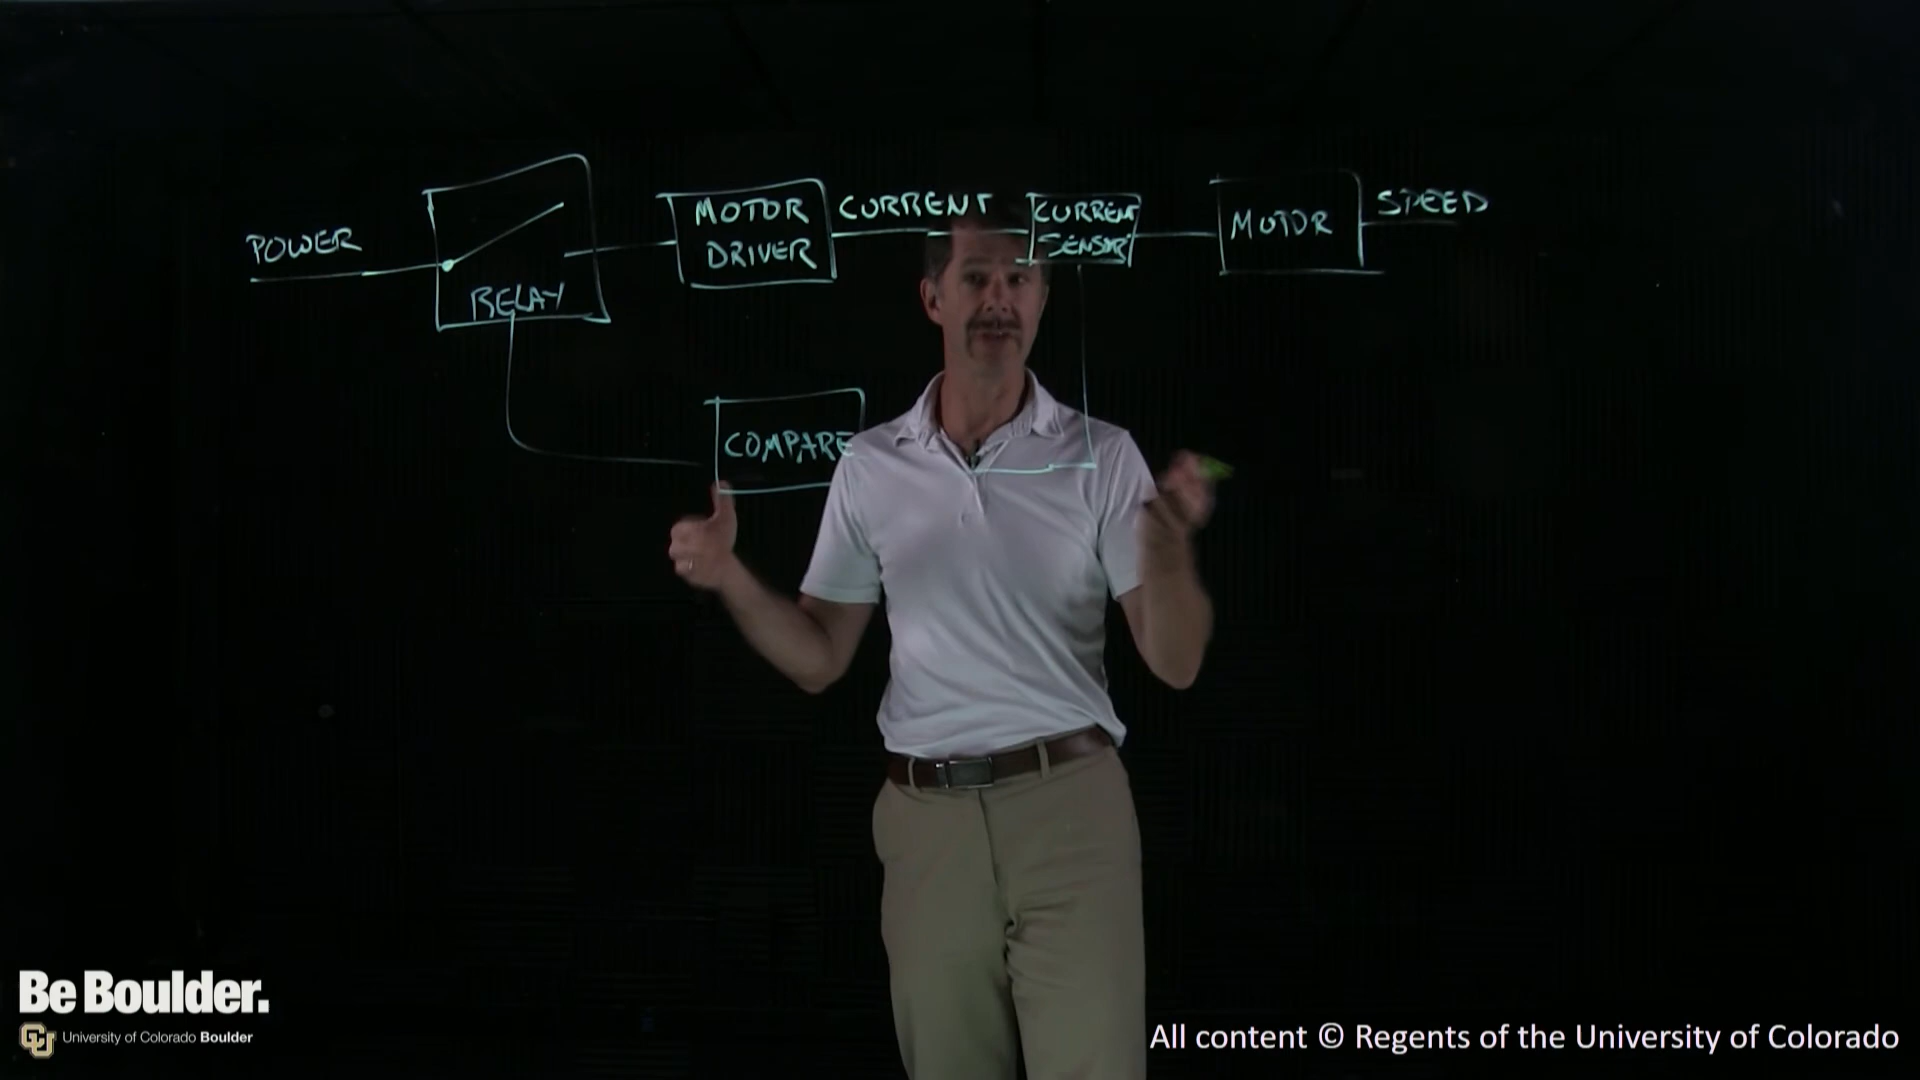 POWER
RELAY
MOTOR
DRIVER
CURRENT
CURRENT
SENSOR
MOTOR
SPEED
COMPARE
Be Boulder.
University of Colorado Boulder
All content © Regents of the University of Colorado